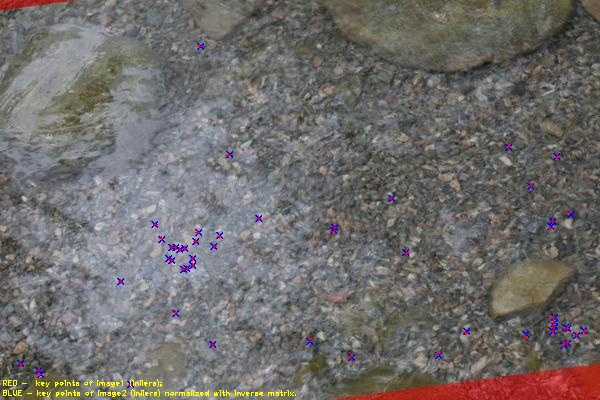 RED - key points of image1 (inliers);
BLUE - key points of image2 (inliers) normalized with inverse matrix.